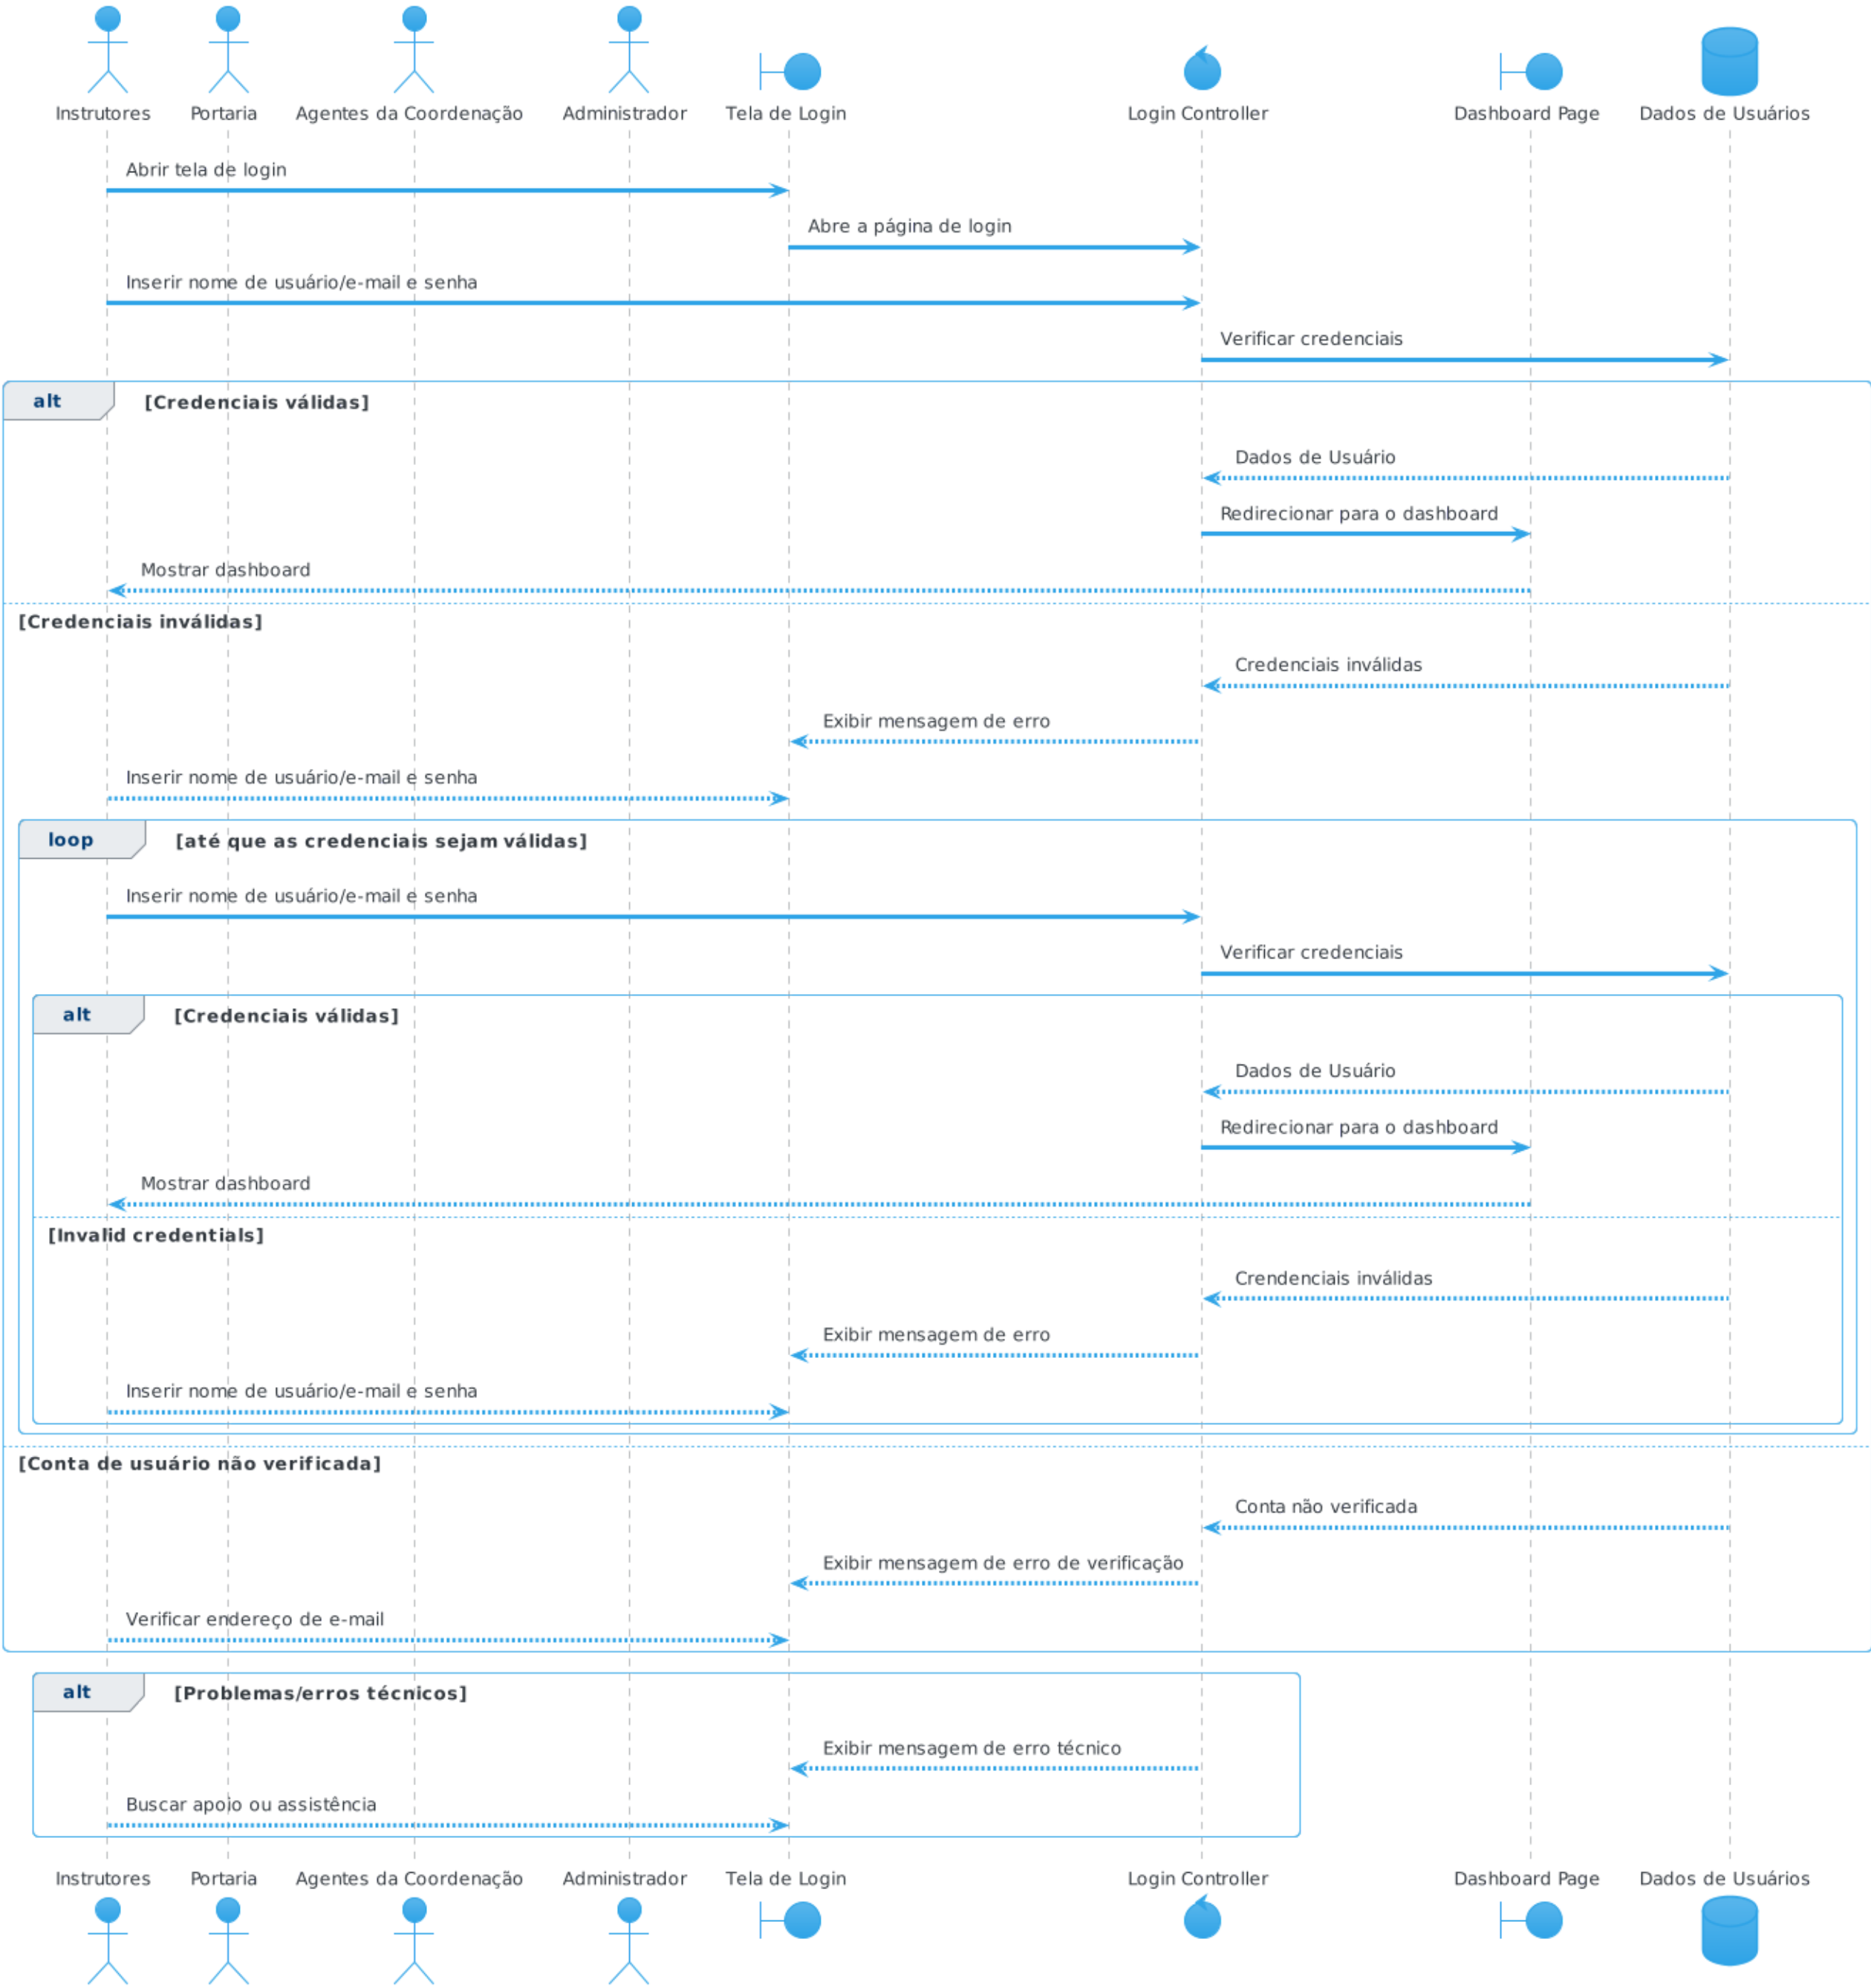 Instrutores Portaria Agentes da Coordenação Administrador Tela de Login Login Controller Dashboard Page Dados de Usuários
Abrir tela de login
Abre a página de login
Inserir nome de usuário/e-mail e senha
Verificar credenciais
alt [Credenciais válidas]
Dados de Usuário
Redirecionar para o dashboard
Mostrar dashboard
[Credenciais inválidas]
Credenciais inválidas
Exibir mensagem de erro
Inserir nome de usuário/e-mail e senha
loop [até que as credenciais sejam válidas]
Inserir nome de usuário/e-mail e senha
Verificar credenciais
alt [Credenciais válidas]
Dados de Usuário
Redirecionar para o dashboard
Mostrar dashboard
[Invalid credentials]
Crendenciais inválidas
Exibir mensagem de erro
Inserir nome de usuário/e-mail e senha
[Conta de usuário não verificada]
Conta não verificada
Exibir mensagem de erro de verificação
Verificar endereço de e-mail
alt [Problemas/erros técnicos]
Exibir mensagem de erro técnico
Buscar apoio ou assistência
Instrutores Portaria Agentes da Coordenação Administrador Tela de Login Login Controller Dashboard Page Dados de Usuários